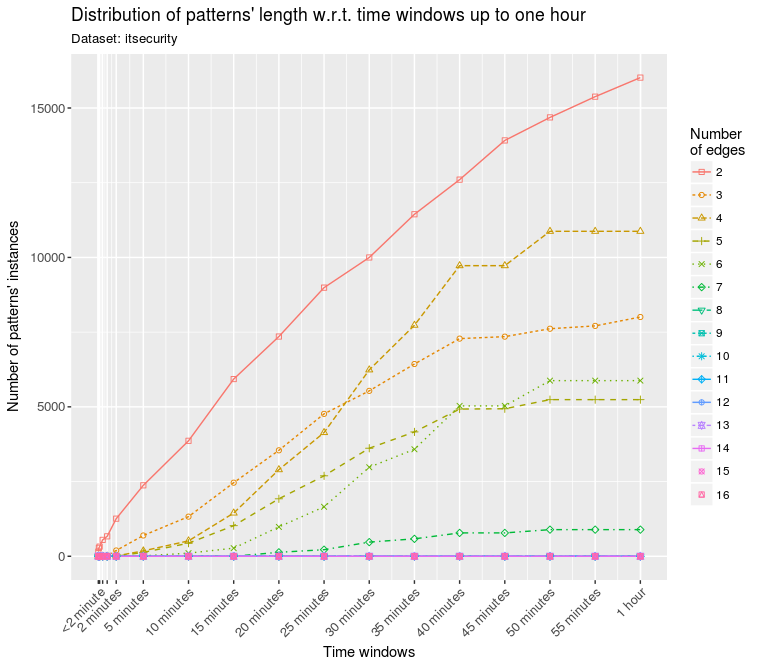 Distribution of patterns' length w.r.t. time windows up to one hour
Dataset: itsecurity
Number of patterns' instances
15000
10000
5000
0
<2 minute
2 minutes
5 minutes
10 minutes
15 minutes
20 minutes
25 minutes
30 minutes
35 minutes
40 minutes
45 minutes
50 minutes
55 minutes
1 hour
Time windows
Number
of edges
2
3
4
5
6
7
8
9
10
11
12
13
14
15
16